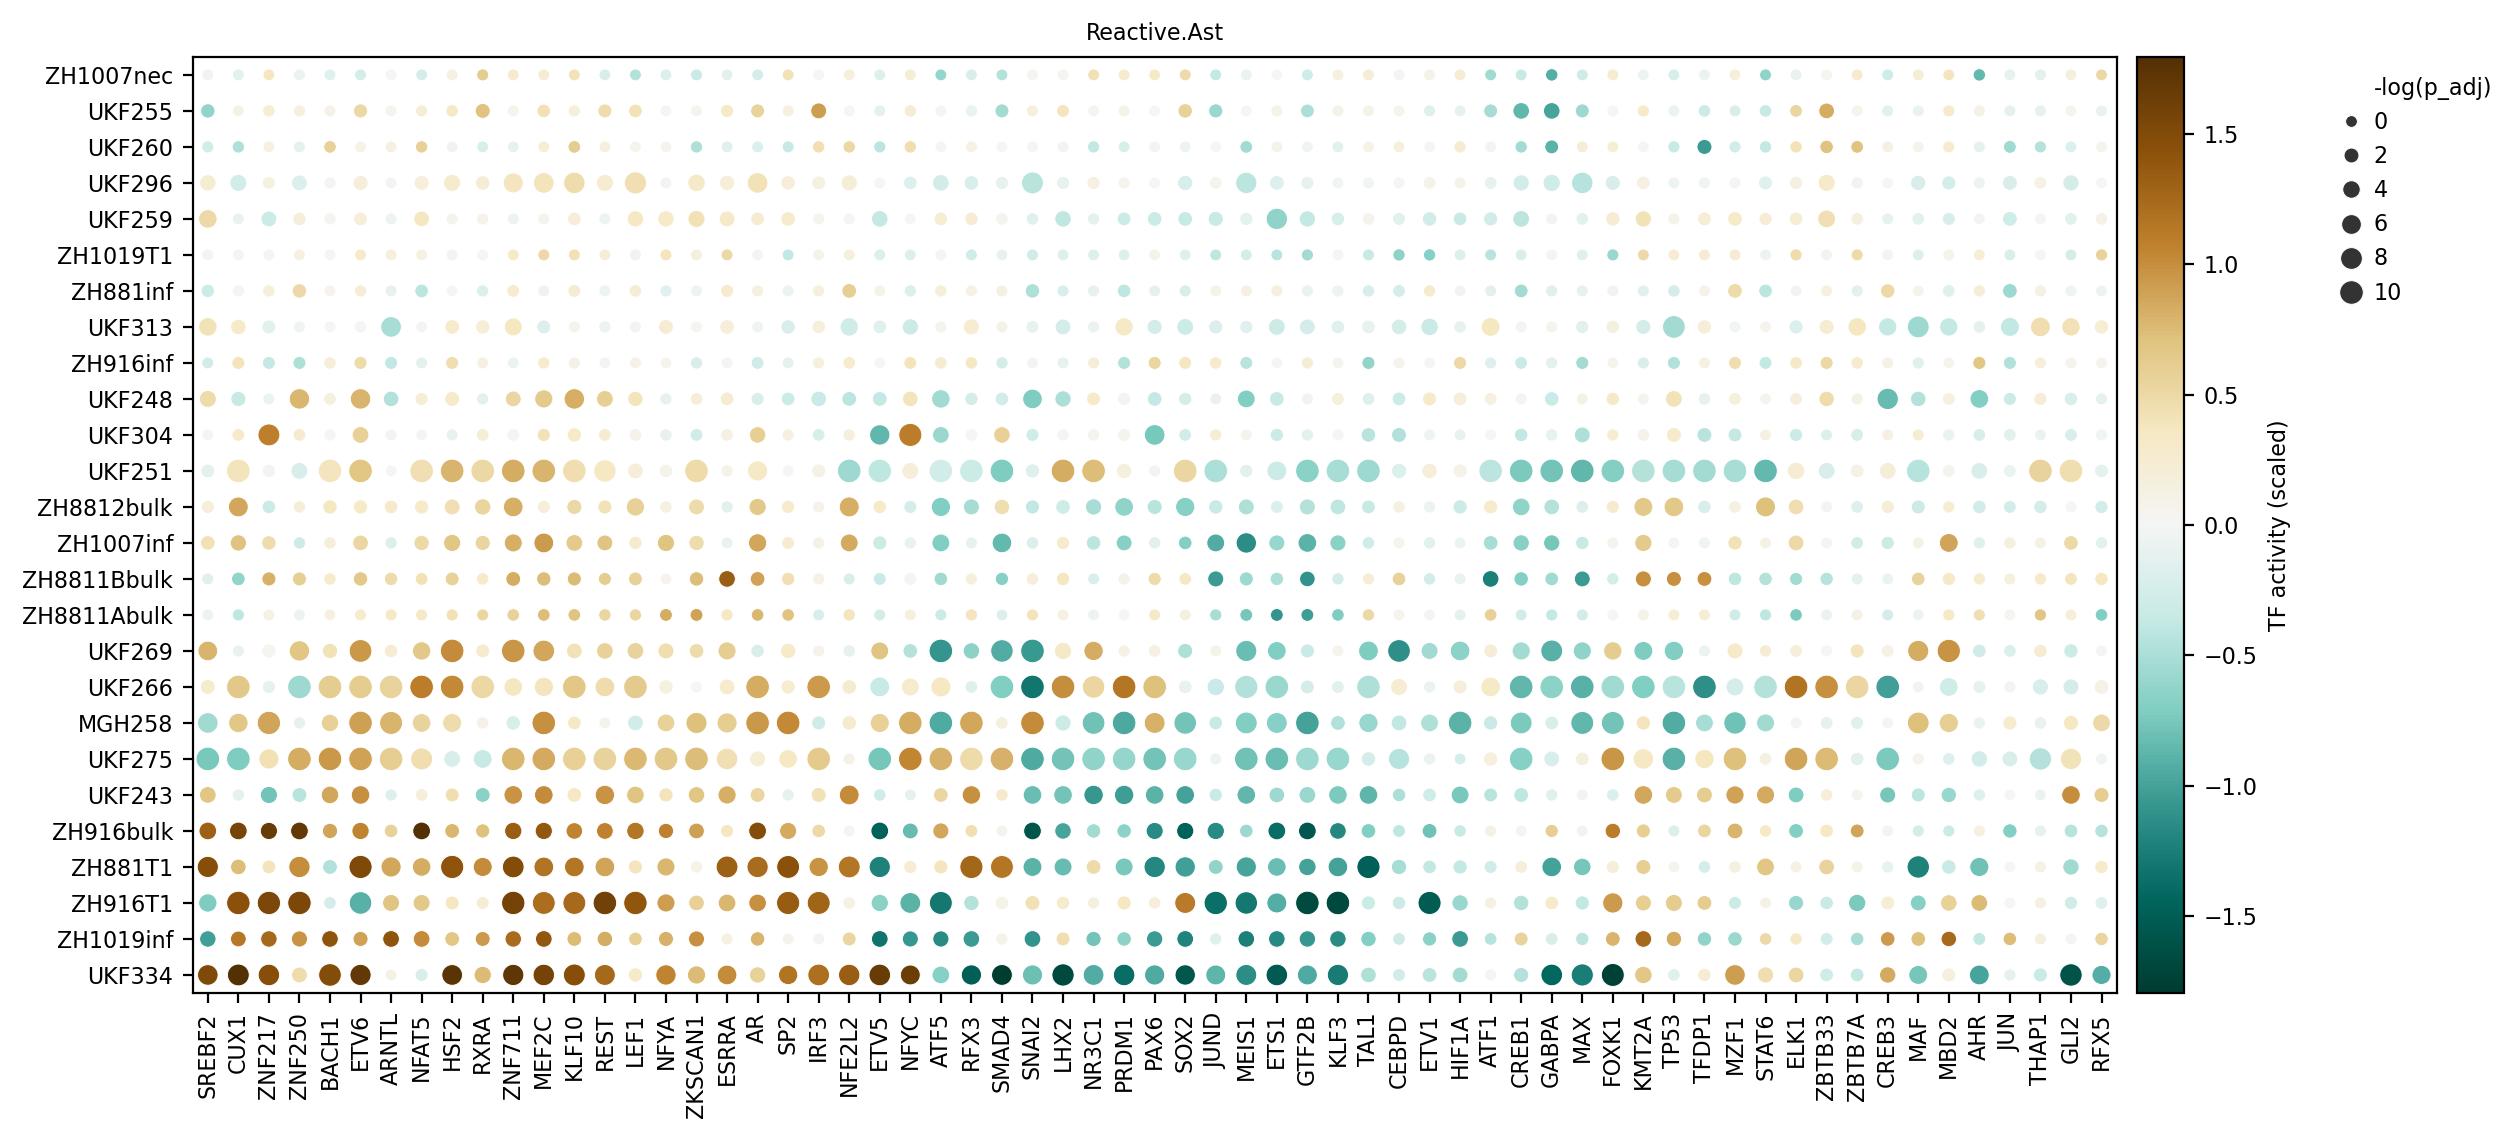 Reactive.Ast
ZH1007nec
UKF255
UKF260
UKF296
UKF259
ZH1019T1
ZH881inf
UKF313
ZH916inf
UKF248
UKF304
UKF251
ZH8812bulk
ZH1007inf
ZH8811Bbulk
ZH8811Abulk
UKF269
UKF266
MGH258
UKF275
UKF243
ZH916bulk
ZH881T1
ZH916T1
ZH1019inf
UKF334
SREBF2
CUX1
ZNF217
ZNF250
BACH1
ETV6
ARNTL
NFAT5
HSF2
RXRA
ZNF711
MEF2C
KLF10
REST
LEF1
NFYA
ZKSCAN1
ESRRA
AR
SP2
IRF3
NFE2L2
ETV5
NFYC
ATF5
RFX3
SMAD4
SNAI2
LHX2
NR3C1
PRDM1
PAX6
SOX2
JUND
MEIS1
ETS1
GTF2B
KLF3
TAL1
CEBPD
ETV1
HIF1A
ATF1
CREB1
GABPA
MAX
FOXK1
KMT2A
TP53
TFDP1
MZF1
STAT6
ELK1
ZBTB33
ZBTB7A
CREB3
MAF
MBD2
AHR
JUN
THAP1
GLI2
RFX5
1.5
1.0
0.5
0.0
−0.5
−1.0
−1.5
TF activity (scaled)
-log(p_adj)
0
2
4
6
8
10